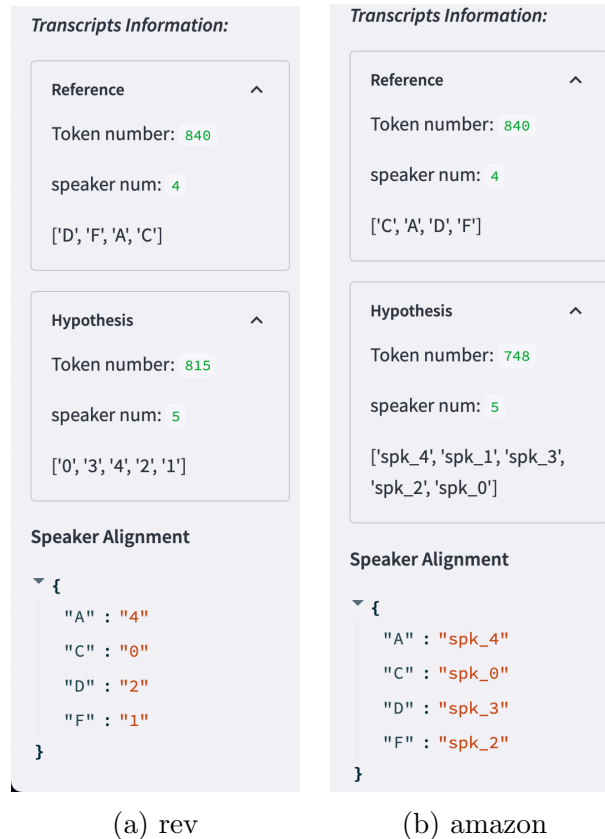 Transcripts Information:
Reference
Token number: 840
speaker num: 4
['D', 'F', 'A', 'C']
Hypothesis
Token number: 815
speaker num: 5
['0', '3', '4', '2', '1']
Speaker Alignment
{
"A" : "4"
"C" : "0"
"D" : "2"
"F" : "1"
}
(a) rev
Transcripts Information:
Reference
Token number: 840
speaker num: 4
['C', 'A', 'D', 'F']
Hypothesis
Token number: 748
speaker num: 5
['spk_4', 'spk_1', 'spk_3',
'spk_2', 'spk_0']
Speaker Alignment
{
"A" : "spk_4"
"C" : "spk_0"
"D" : "spk_3"
"F" : "spk_2"
}
(b) amazon